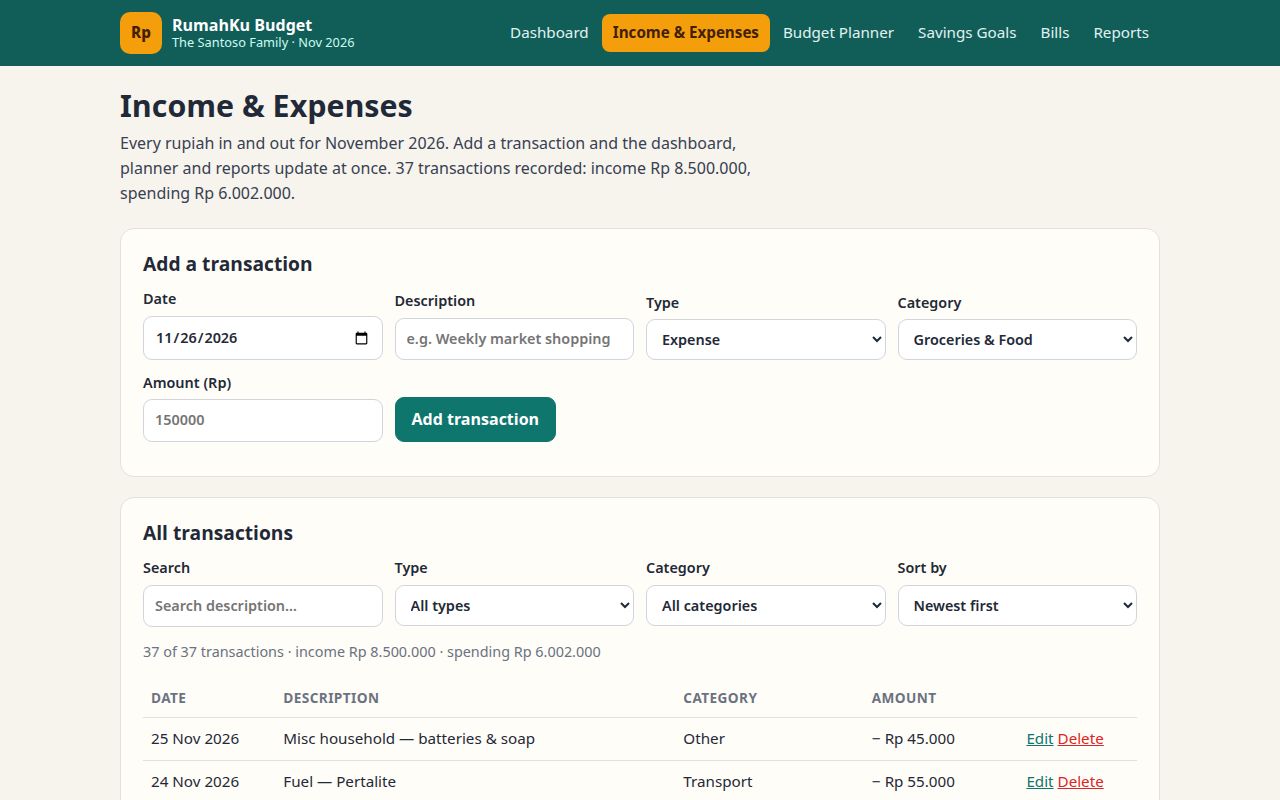 Rp
RumahKu Budget
The Santoso Family · Nov 2026
Dashboard
Income & Expenses
Budget Planner
Savings Goals
Bills
Reports
Income & Expenses
Every rupiah in and out for November 2026. Add a transaction and the dashboard,
planner and reports update at once. 37 transactions recorded: income Rp 8.500.000,
spending Rp 6.002.000.
Add a transaction
Date
Description
Type
Category
11/26/2026
e.g. Weekly market shopping
Expense
Groceries & Food
Amount (Rp)
150000
Add transaction
All transactions
Search
Type
Category
Sort by
Search description...
All types
All categories
Newest first
37 of 37 transactions · income Rp 8.500.000 · spending Rp 6.002.000
DATE DESCRIPTION CATEGORY AMOUNT
25 Nov 2026 Misc household — batteries & soap Other − Rp 45.000 Edit Delete
24 Nov 2026 Fuel — Pertalite Transport − Rp 55.000 Edit Delete